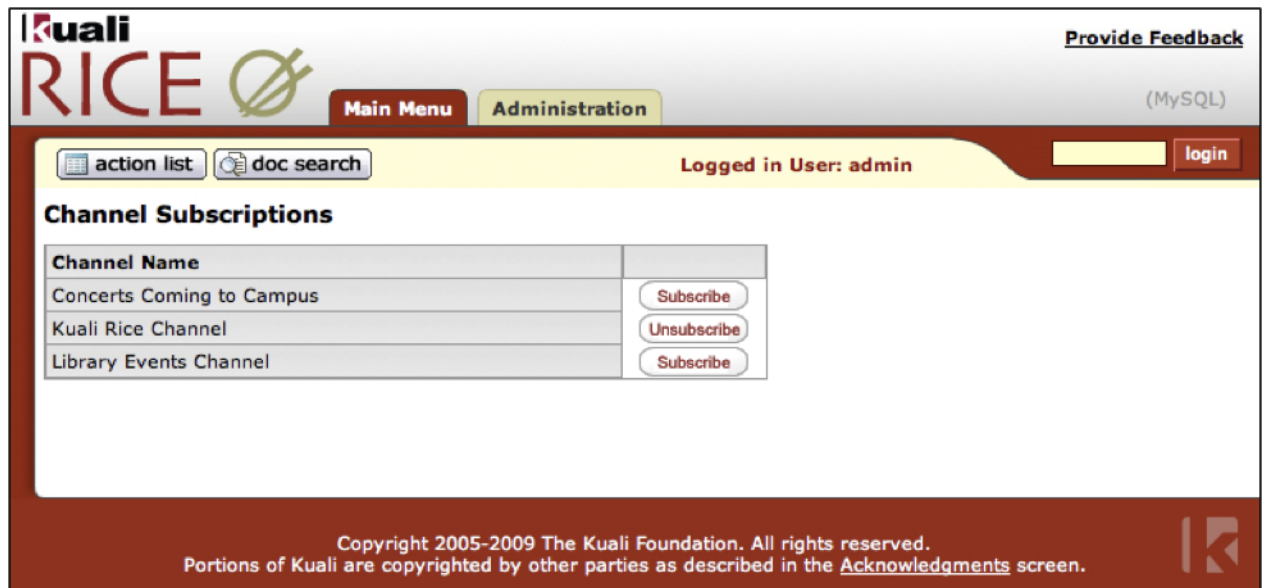 Kuali
RICE
Provide Feedback
Main Menu
Administration
(MySQL)
action list
doc search
Logged in User: admin
login
Channel Subscriptions
Channel Name
Concerts Coming to Campus Subscribe
Kuali Rice Channel Unsubscribe
Library Events Channel Subscribe
Copyright 2005-2009 The Kuali Foundation. All rights reserved.
Portions of Kuali are copyrighted by other parties as described in the Acknowledgments screen.